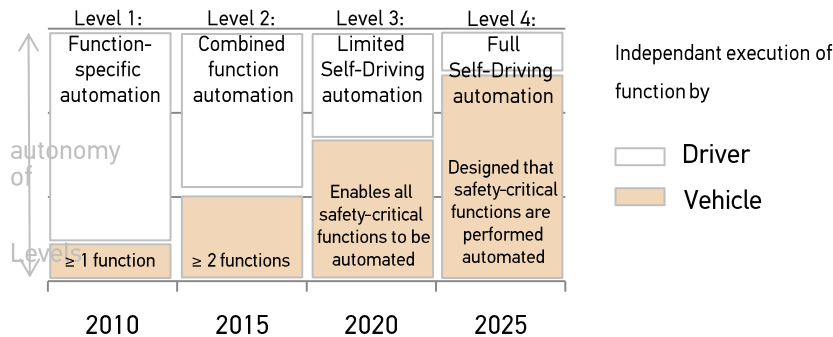 Level 1:
Function-
specific
automation
≥ 1 function
2010
Level 2:
Combined
function
automation
≥ 2 functions
2015
Level 3:
Limited
Self-Driving
automation
Enables all
safety-critical
functions to be
automated
2020
Level 4:
Full
Self-Driving
automation
Designed that
safety-critical
functions are
performed
automated
2025
autonomy
of
Levels
Independant execution of
function by
Driver
Vehicle